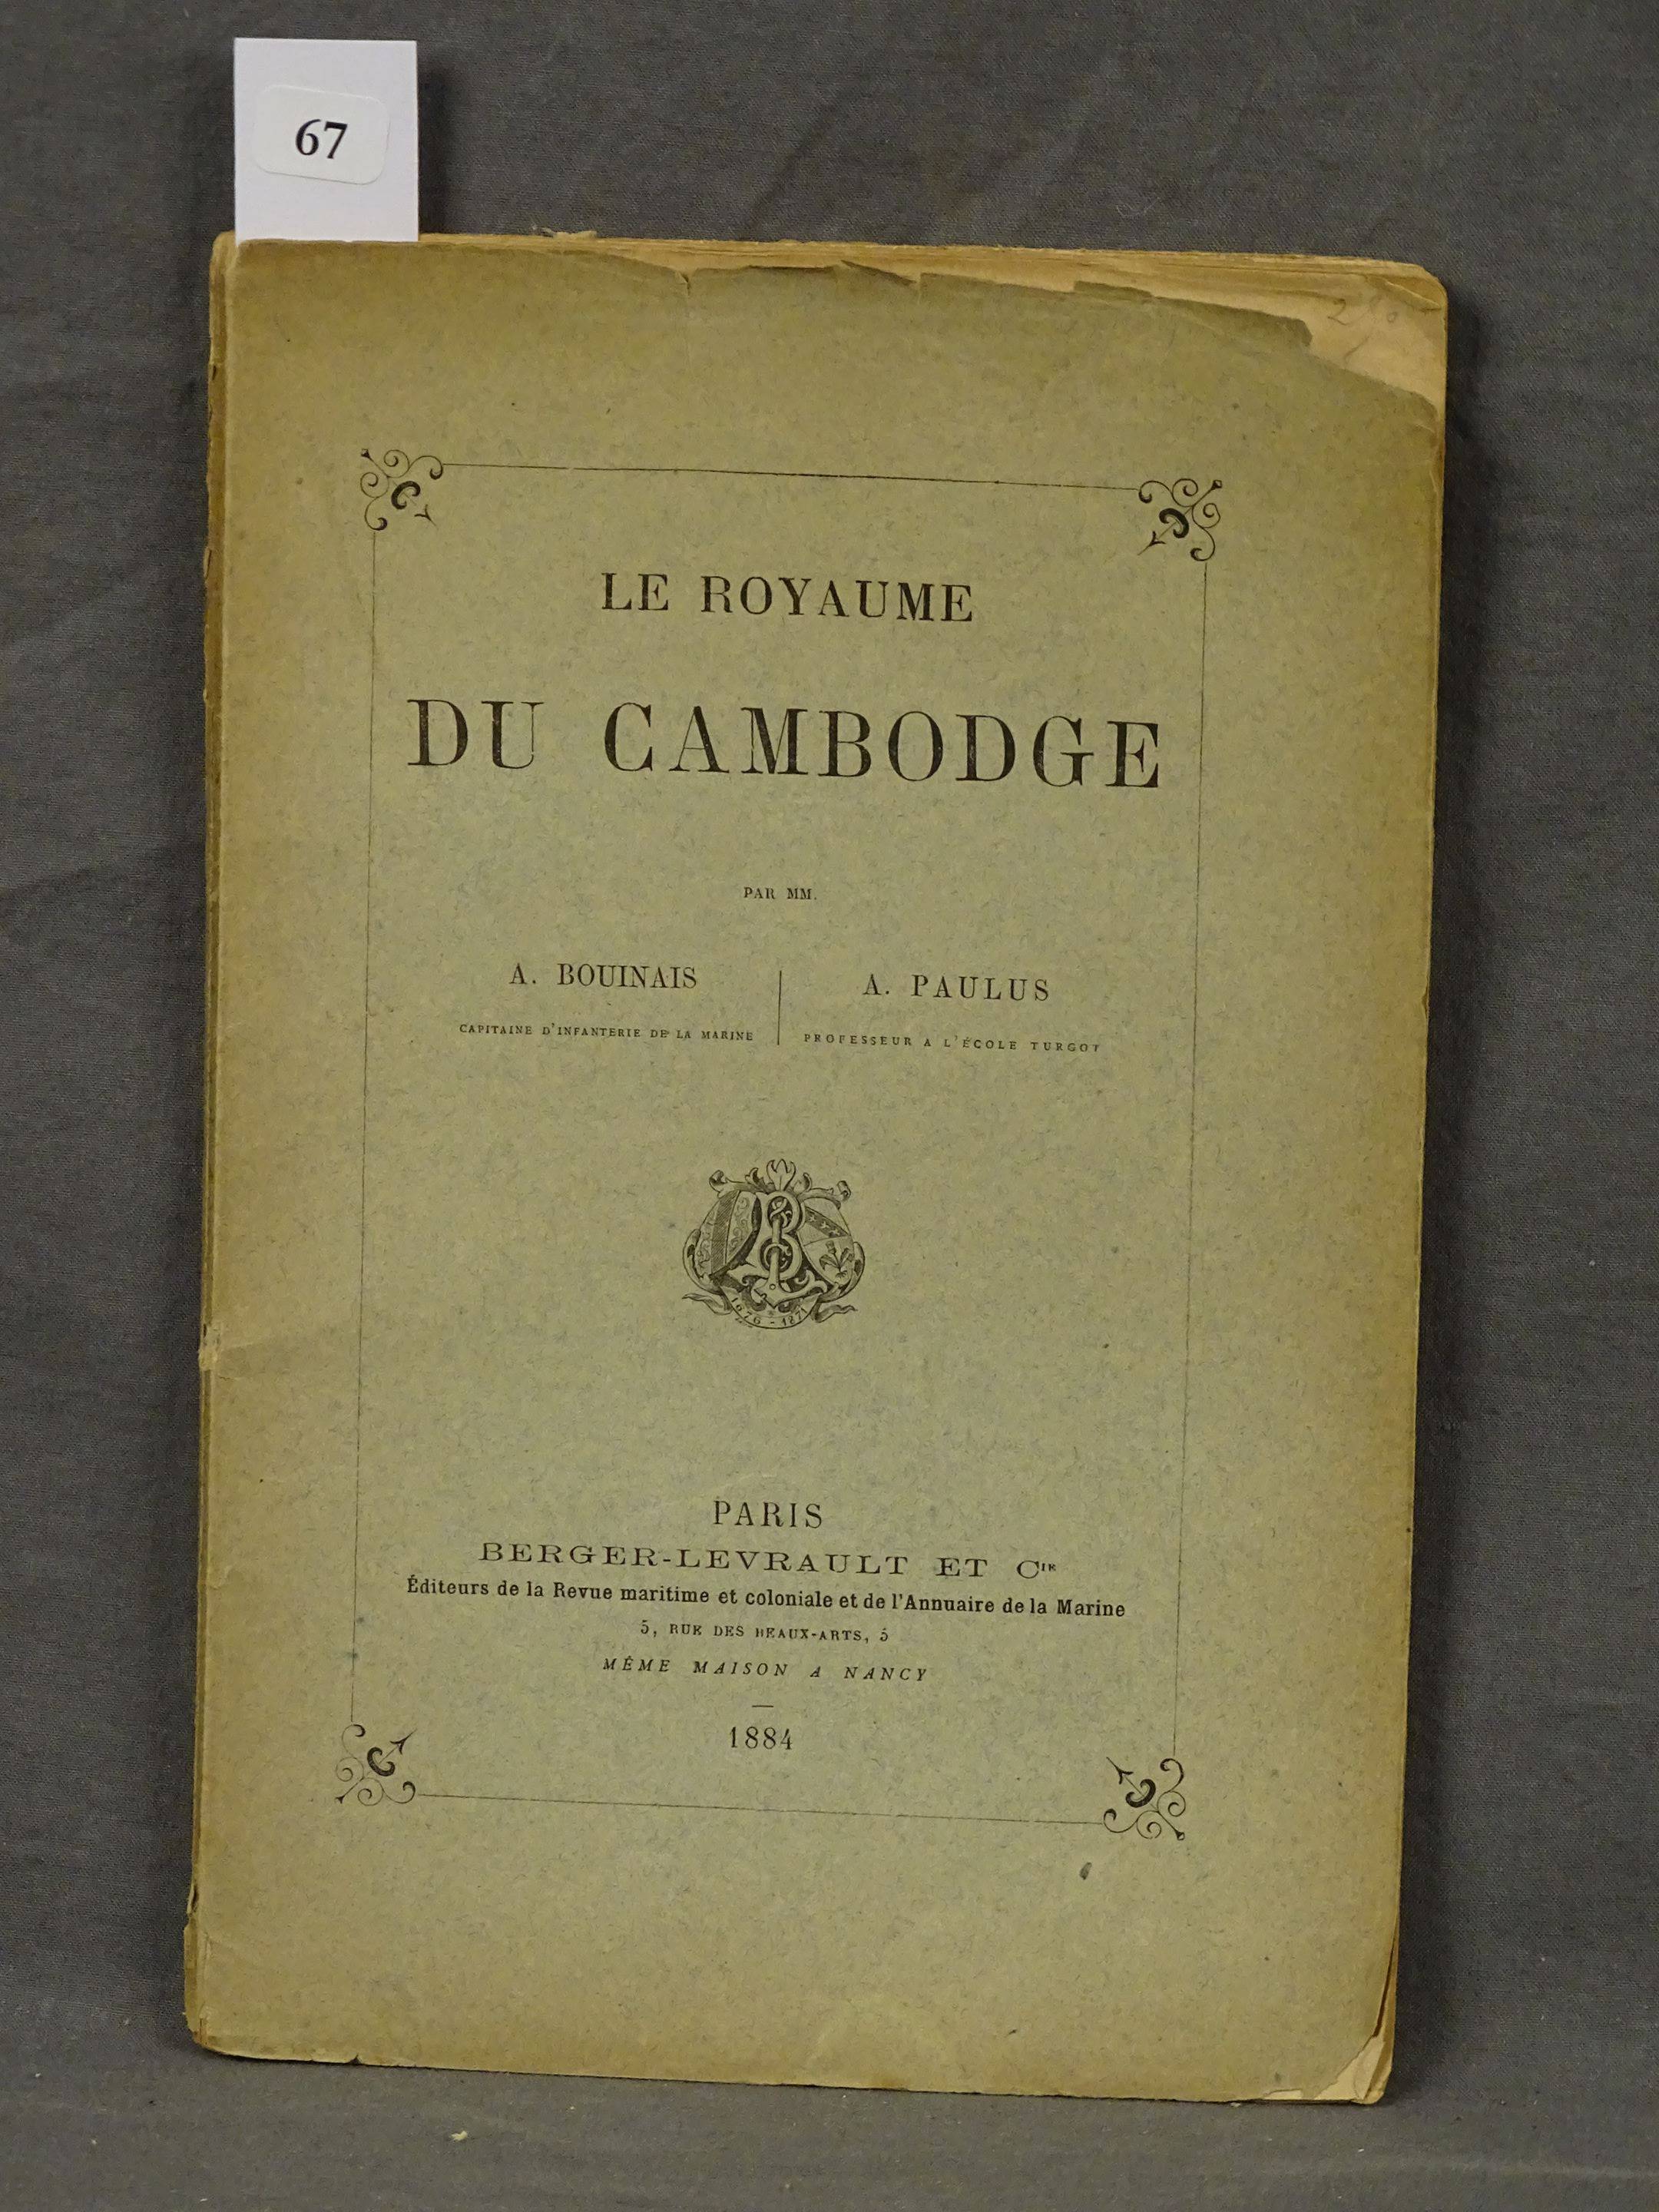 67
LE ROYAUME
DU CAMBODGE
PAR MM.
A. BOUINAIS
CAPITAINE D'INFANTERIE DE LA MARINE
A. PAULUS
PROFESSEUR A L'ÉCOLE TURGOT
1870-1871
PARIS
BERGER-LEVRAULT ET Cie
Éditeurs de la Revue maritime et coloniale et de l'Annuaire de la Marine
5, RUE DES BEAUX-ARTS, 5
MÊME MAISON A NANCY
1884